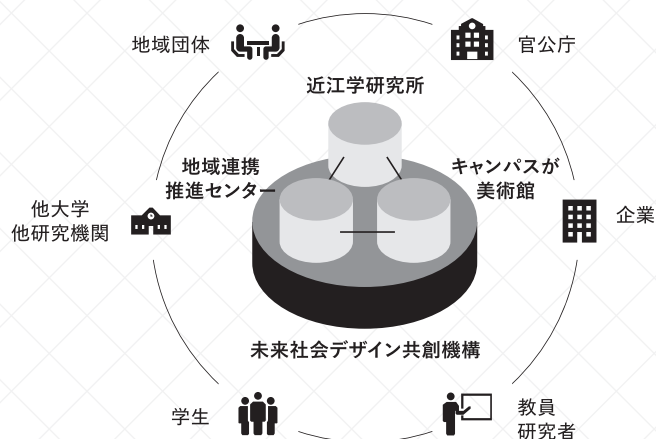 地域団体
官公庁
近江学研究所
地域連携
推進センター
キャンパスが
美術館
他大学
他研究機関
企業
未来社会デザイン共創機構
学生
教員
研究者